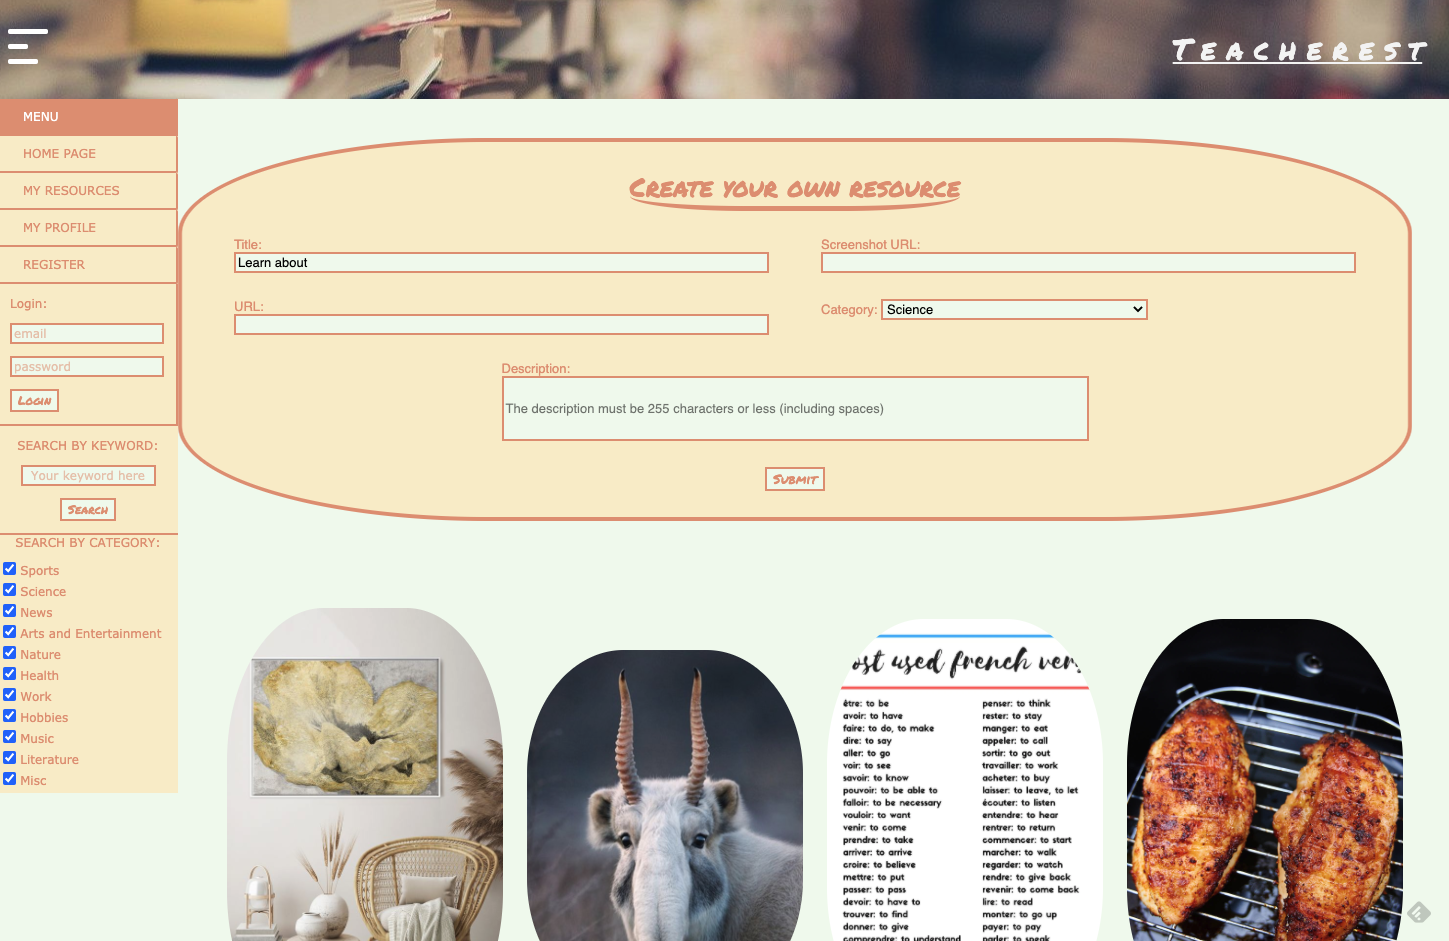 Teacherest
MENU
HOME PAGE
MY RESOURCES
MY PROFILE
REGISTER
Login:
email
password
Login
SEARCH BY KEYWORD:
Your keyword here
Search
SEARCH BY CATEGORY:
Sports
Science
News
Arts and Entertainment
Nature
Health
Work
Hobbies
Music
Literature
Misc
Create your own resource
Title:
Learn about
Screenshot URL:
URL:
Category: Science
Description:
The description must be 255 characters or less (including spaces)
Submit
ost used french ver
être: to be
avoir: to have
faire: to do, to make
dire: to say
aller: to go
voir: to see
savoir: to know
pouvoir: to be able to
falloir: to be necessary
vouloir: to want
venir: to come
prendre: to take
arriver: to arrive
croire: to believe
mettre: to put
passer: to pass
devoir: to have to
trouver: to find
donner: to give
comprendre: to understand
penser: to think
rester: to stay
manger: to eat
appeler: to call
sortir: to go out
travailler: to work
acheter: to buy
laisser: to leave, to let
écouter: to listen
entendre: to hear
rentrer: to return
commencer: to start
marcher: to walk
regarder: to watch
rendre: to give back
revenir: to come back
lire: to read
monter: to go up
payer: to pay
parler: to speak